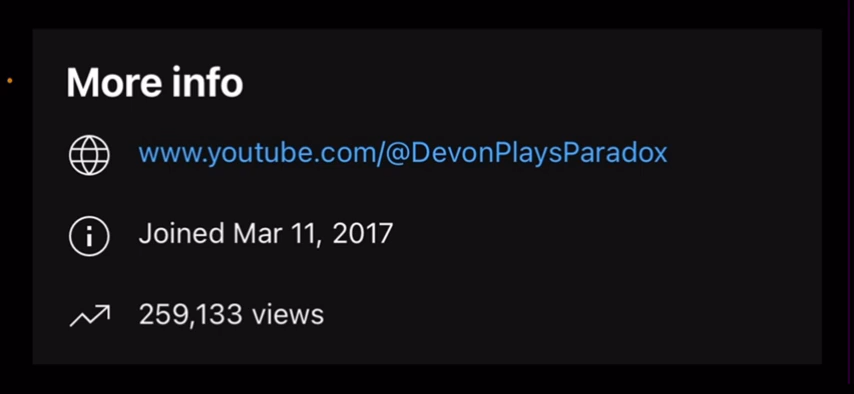 More info
www.youtube.com/@DevonPlaysParadox
Joined Mar 11, 2017
259,133 views